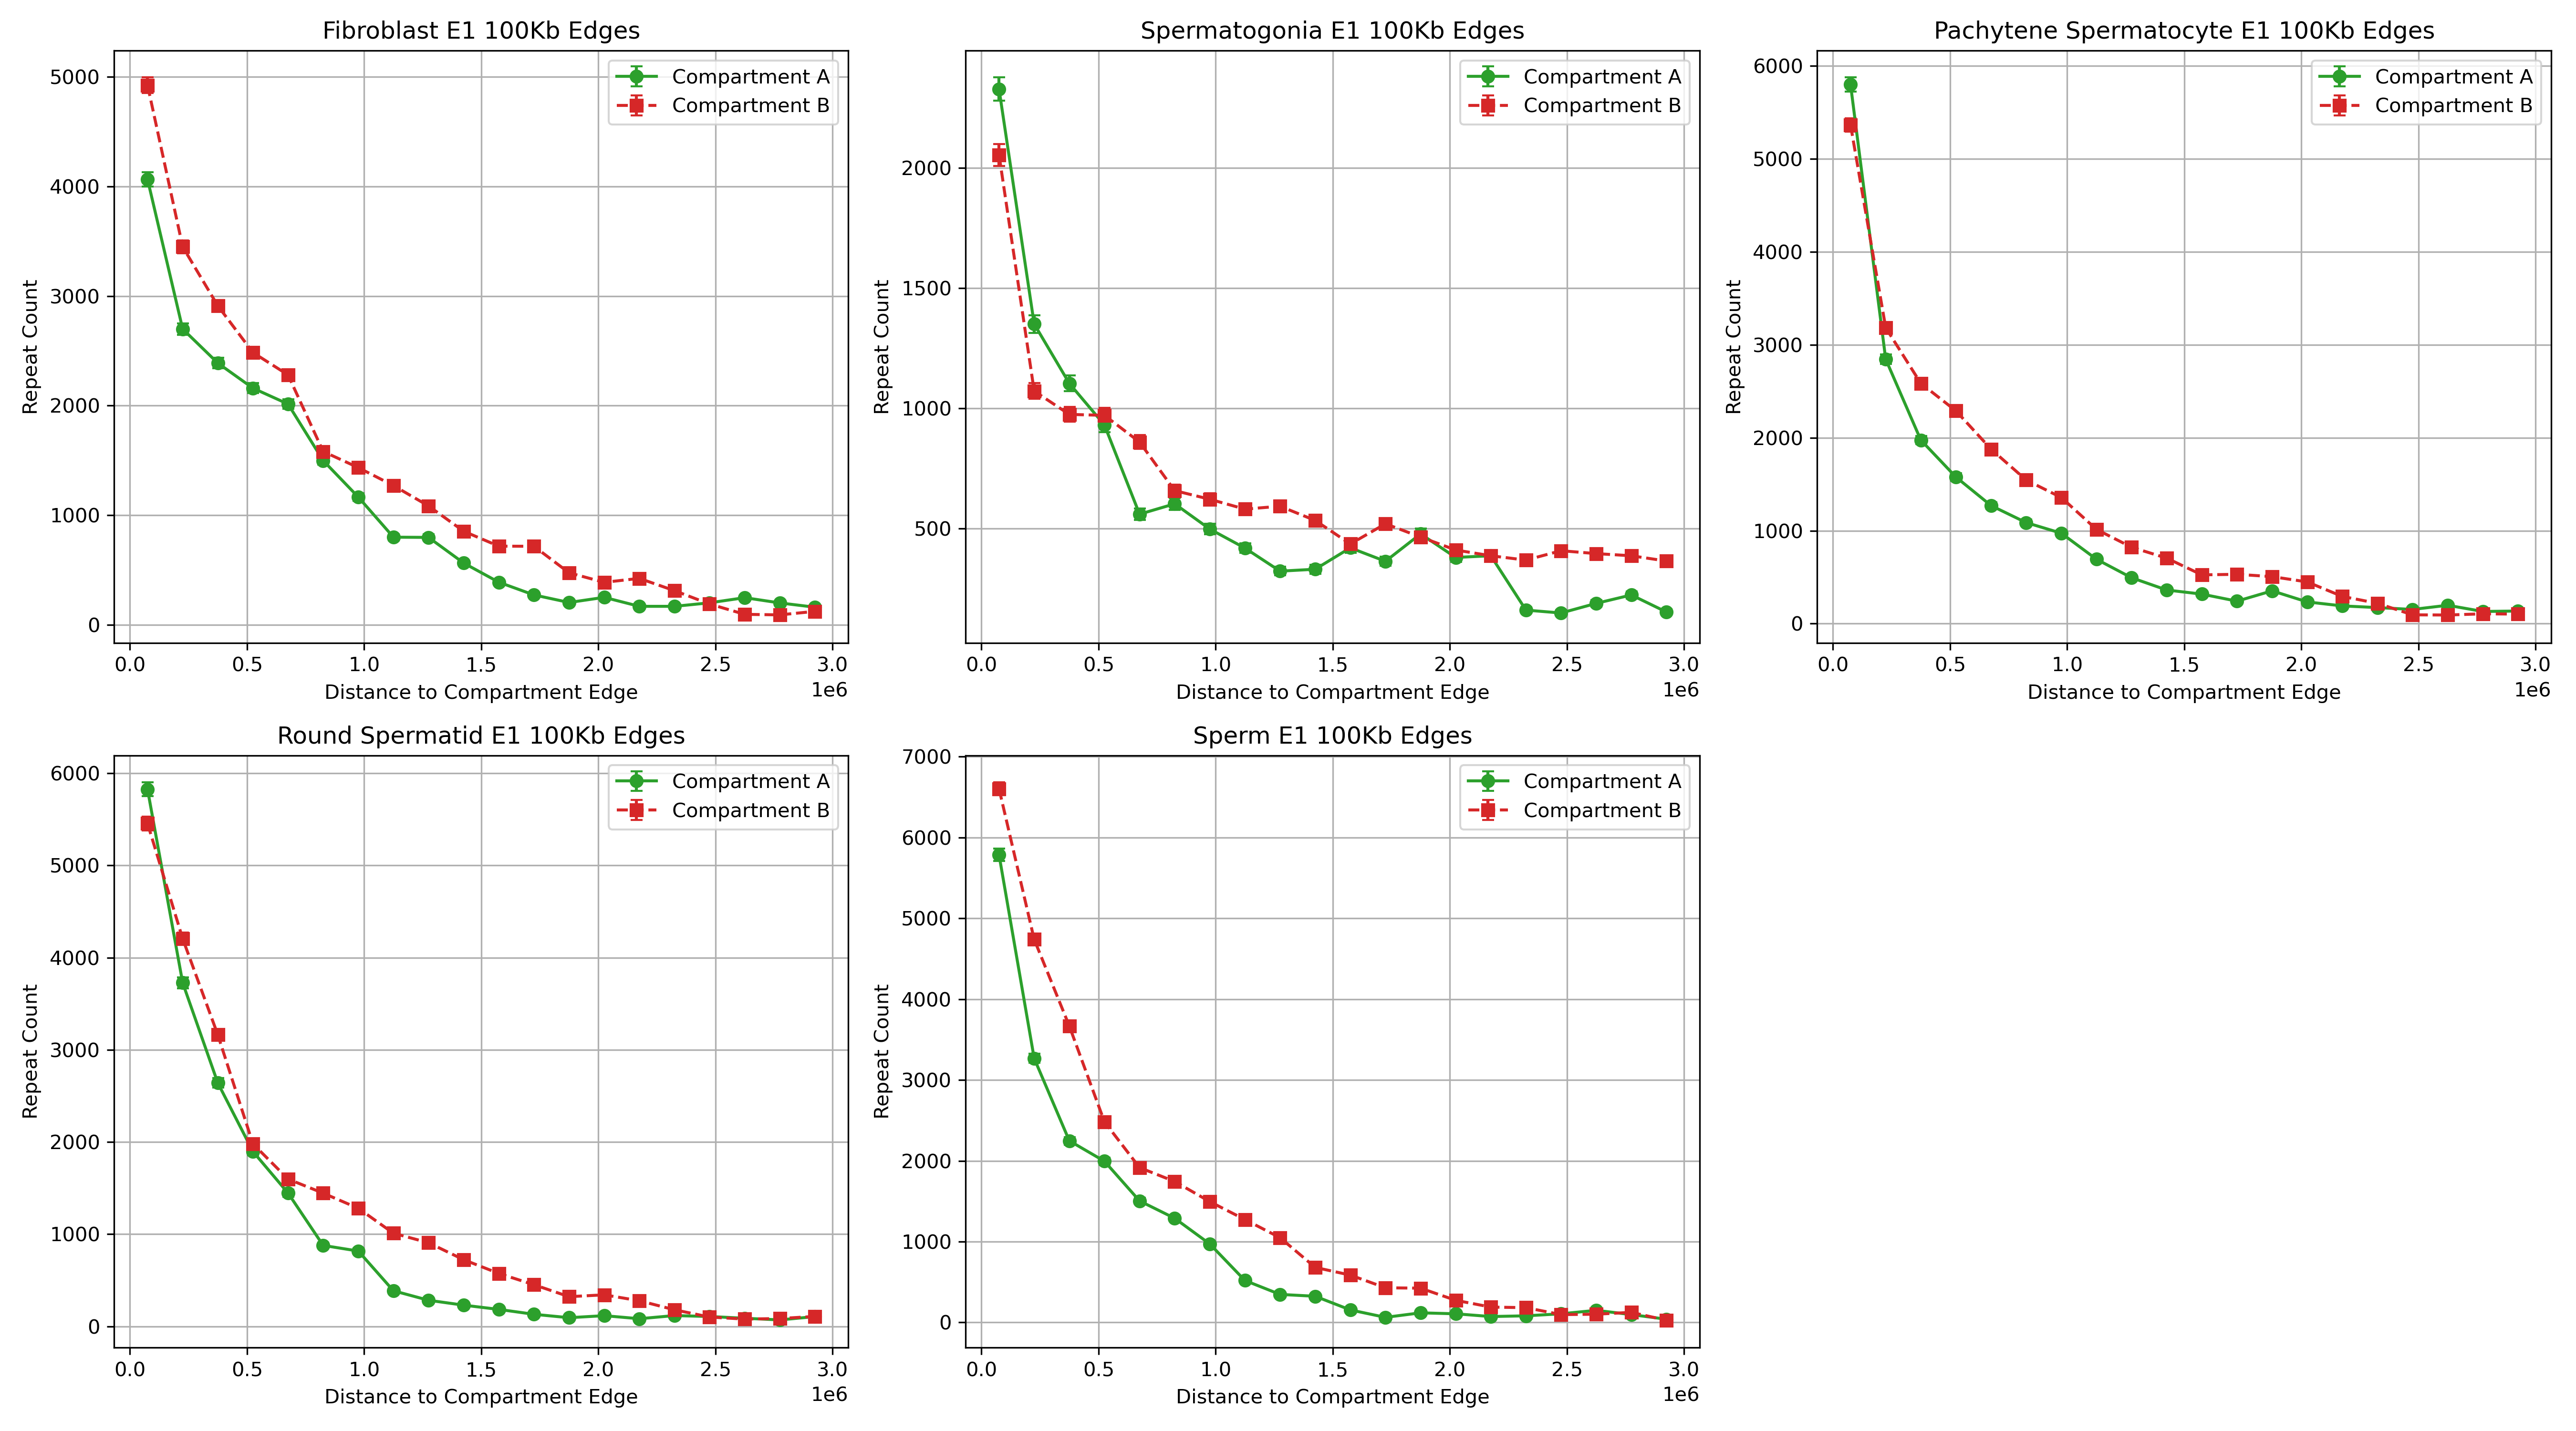 Fibroblast E1 100Kb Edges
5000
4000
3000
2000
1000
0
Repeat Count
Compartment A
Compartment B
0.0 0.5 1.0 1.5 2.0 2.5 3.0
1e6
Distance to Compartment Edge
Spermatogonia E1 100Kb Edges
2000
1500
1000
500
Repeat Count
Compartment A
Compartment B
0.0 0.5 1.0 1.5 2.0 2.5 3.0
1e6
Distance to Compartment Edge
Pachytene Spermatocyte E1 100Kb Edges
6000
5000
4000
3000
2000
1000
0
Repeat Count
Compartment A
Compartment B
0.0 0.5 1.0 1.5 2.0 2.5 3.0
1e6
Distance to Compartment Edge
Round Spermatid E1 100Kb Edges
6000
5000
4000
3000
2000
1000
0
Repeat Count
Compartment A
Compartment B
0.0 0.5 1.0 1.5 2.0 2.5 3.0
1e6
Distance to Compartment Edge
Sperm E1 100Kb Edges
7000
6000
5000
4000
3000
2000
1000
0
Repeat Count
Compartment A
Compartment B
0.0 0.5 1.0 1.5 2.0 2.5 3.0
1e6
Distance to Compartment Edge